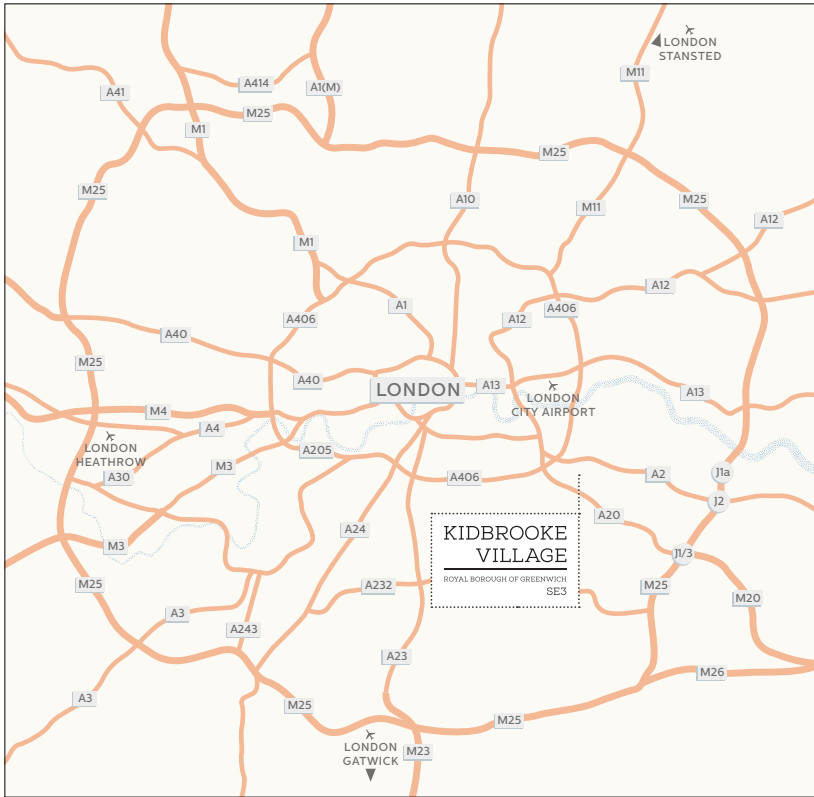 LONDON
STANSTED
M11
A414
A1(M)
A41
M25
M1
M25
M25
M25
A10
M11
A12
M1
A12
A1
A406
A12
A406
A40
M25
A40
LONDON
A13
LONDON
CITY AIRPORT
A13
M4
A4
LONDON
HEATHROW
A205
M3
A30
A406
A2
J1a
J2
A20
A24
KIDBROOKE
VILLAGE
ROYAL BOROUGH OF GREENWICH
SE3
M3
J1/3
M25
A232
M25
M20
A3
A243
A23
M26
A3
M25
M25
LONDON
GATWICK
M23